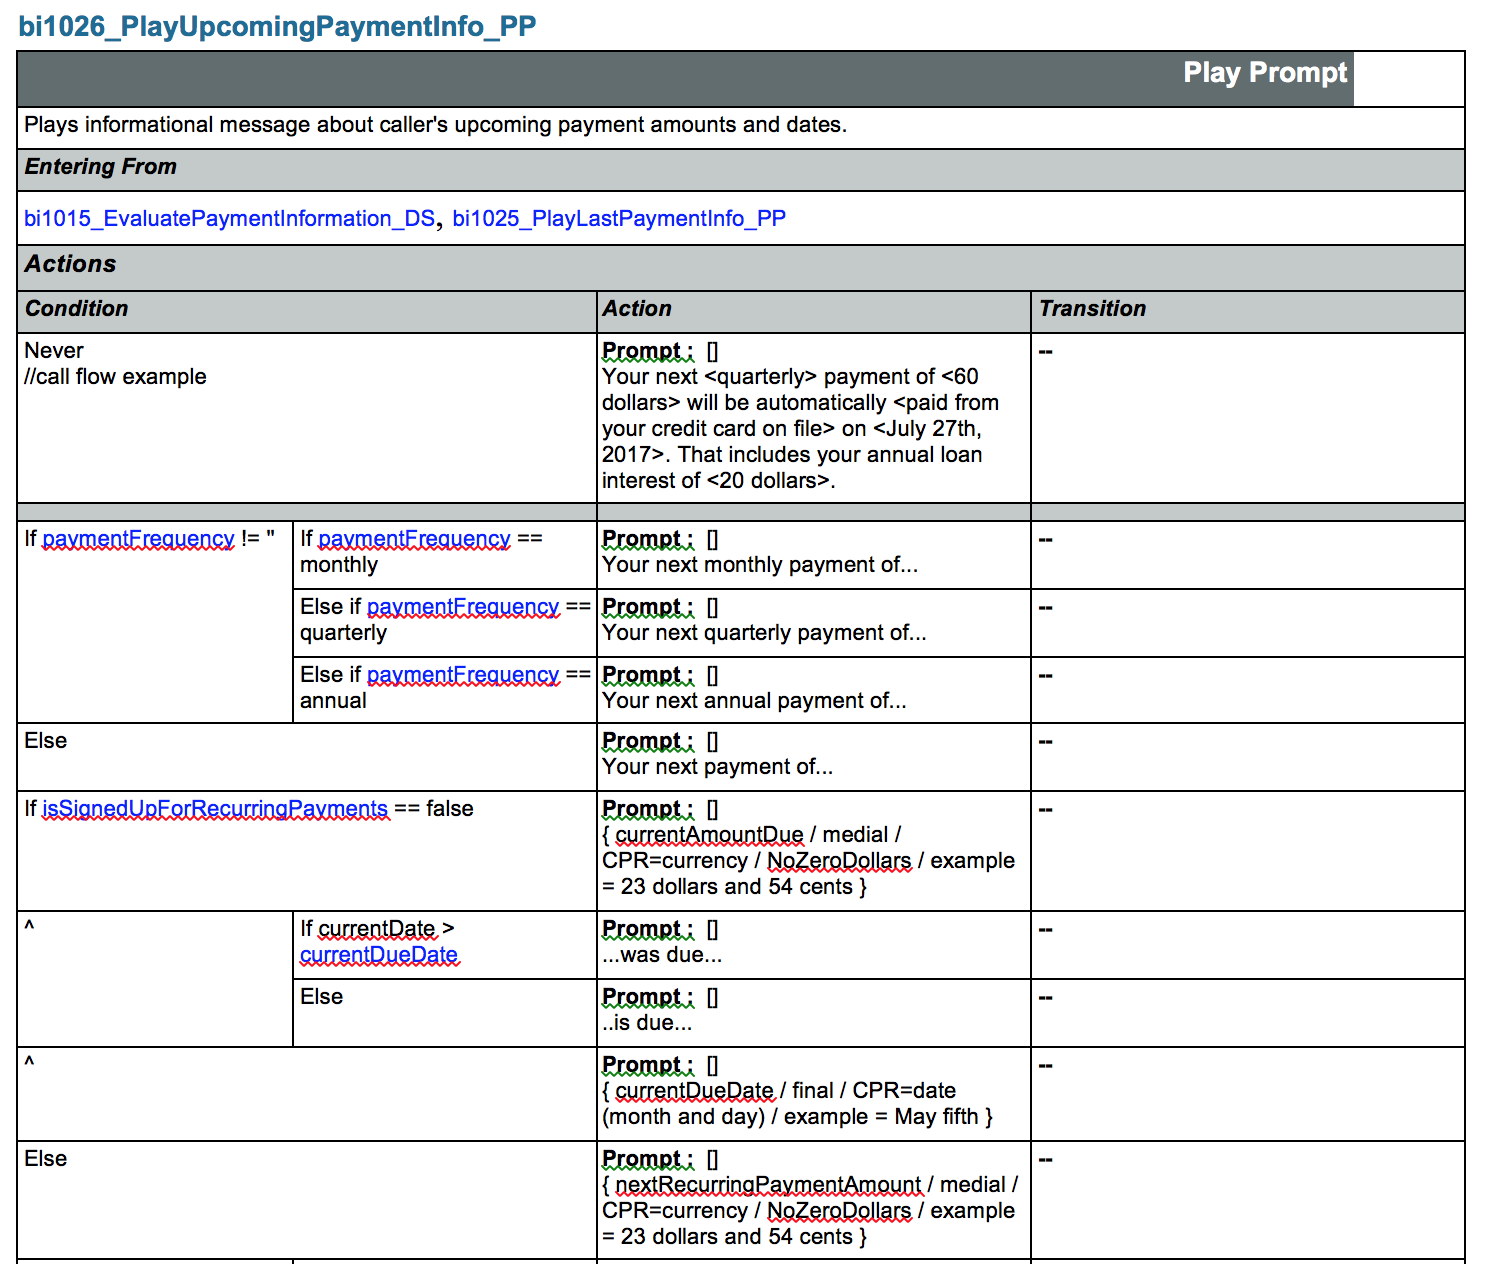 bi1026_PlayUpcomingPaymentInfo_PP
Play Prompt
Plays informational message about caller's upcoming payment amounts and dates.
Entering From
bi1015_EvaluatePaymentInformation_DS, bi1025_PlayLastPaymentInfo_PP
Actions
Condition
Action
Transition
Never
//call flow example
Prompt : []
Your next <quarterly> payment of <60
dollars> will be automatically <paid from
your credit card on file> on <July 27th,
2017>. That includes your annual loan
interest of <20 dollars>.
--
If paymentFrequency != "
If paymentFrequency ==
monthly
Prompt : []
Your next monthly payment of...
--
Else if paymentFrequency ==
quarterly
Prompt : []
Your next quarterly payment of...
--
Else if paymentFrequency ==
annual
Prompt : []
Your next annual payment of...
--
Else
Prompt : []
Your next payment of...
--
If isSignedUpForRecurringPayments == false
Prompt : []
{ currentAmountDue / medial /
CPR=currency / NoZeroDollars / example
= 23 dollars and 54 cents }
--
^
If currentDate >
currentDueDate
Prompt : []
...was due...
--
Else
Prompt : []
..is due...
--
^
Prompt : []
{ currentDueDate / final / CPR=date
(month and day) / example = May fifth }
--
Else
Prompt : []
{ nextRecurringPaymentAmount / medial /
CPR=currency / NoZeroDollars / example
= 23 dollars and 54 cents }
--